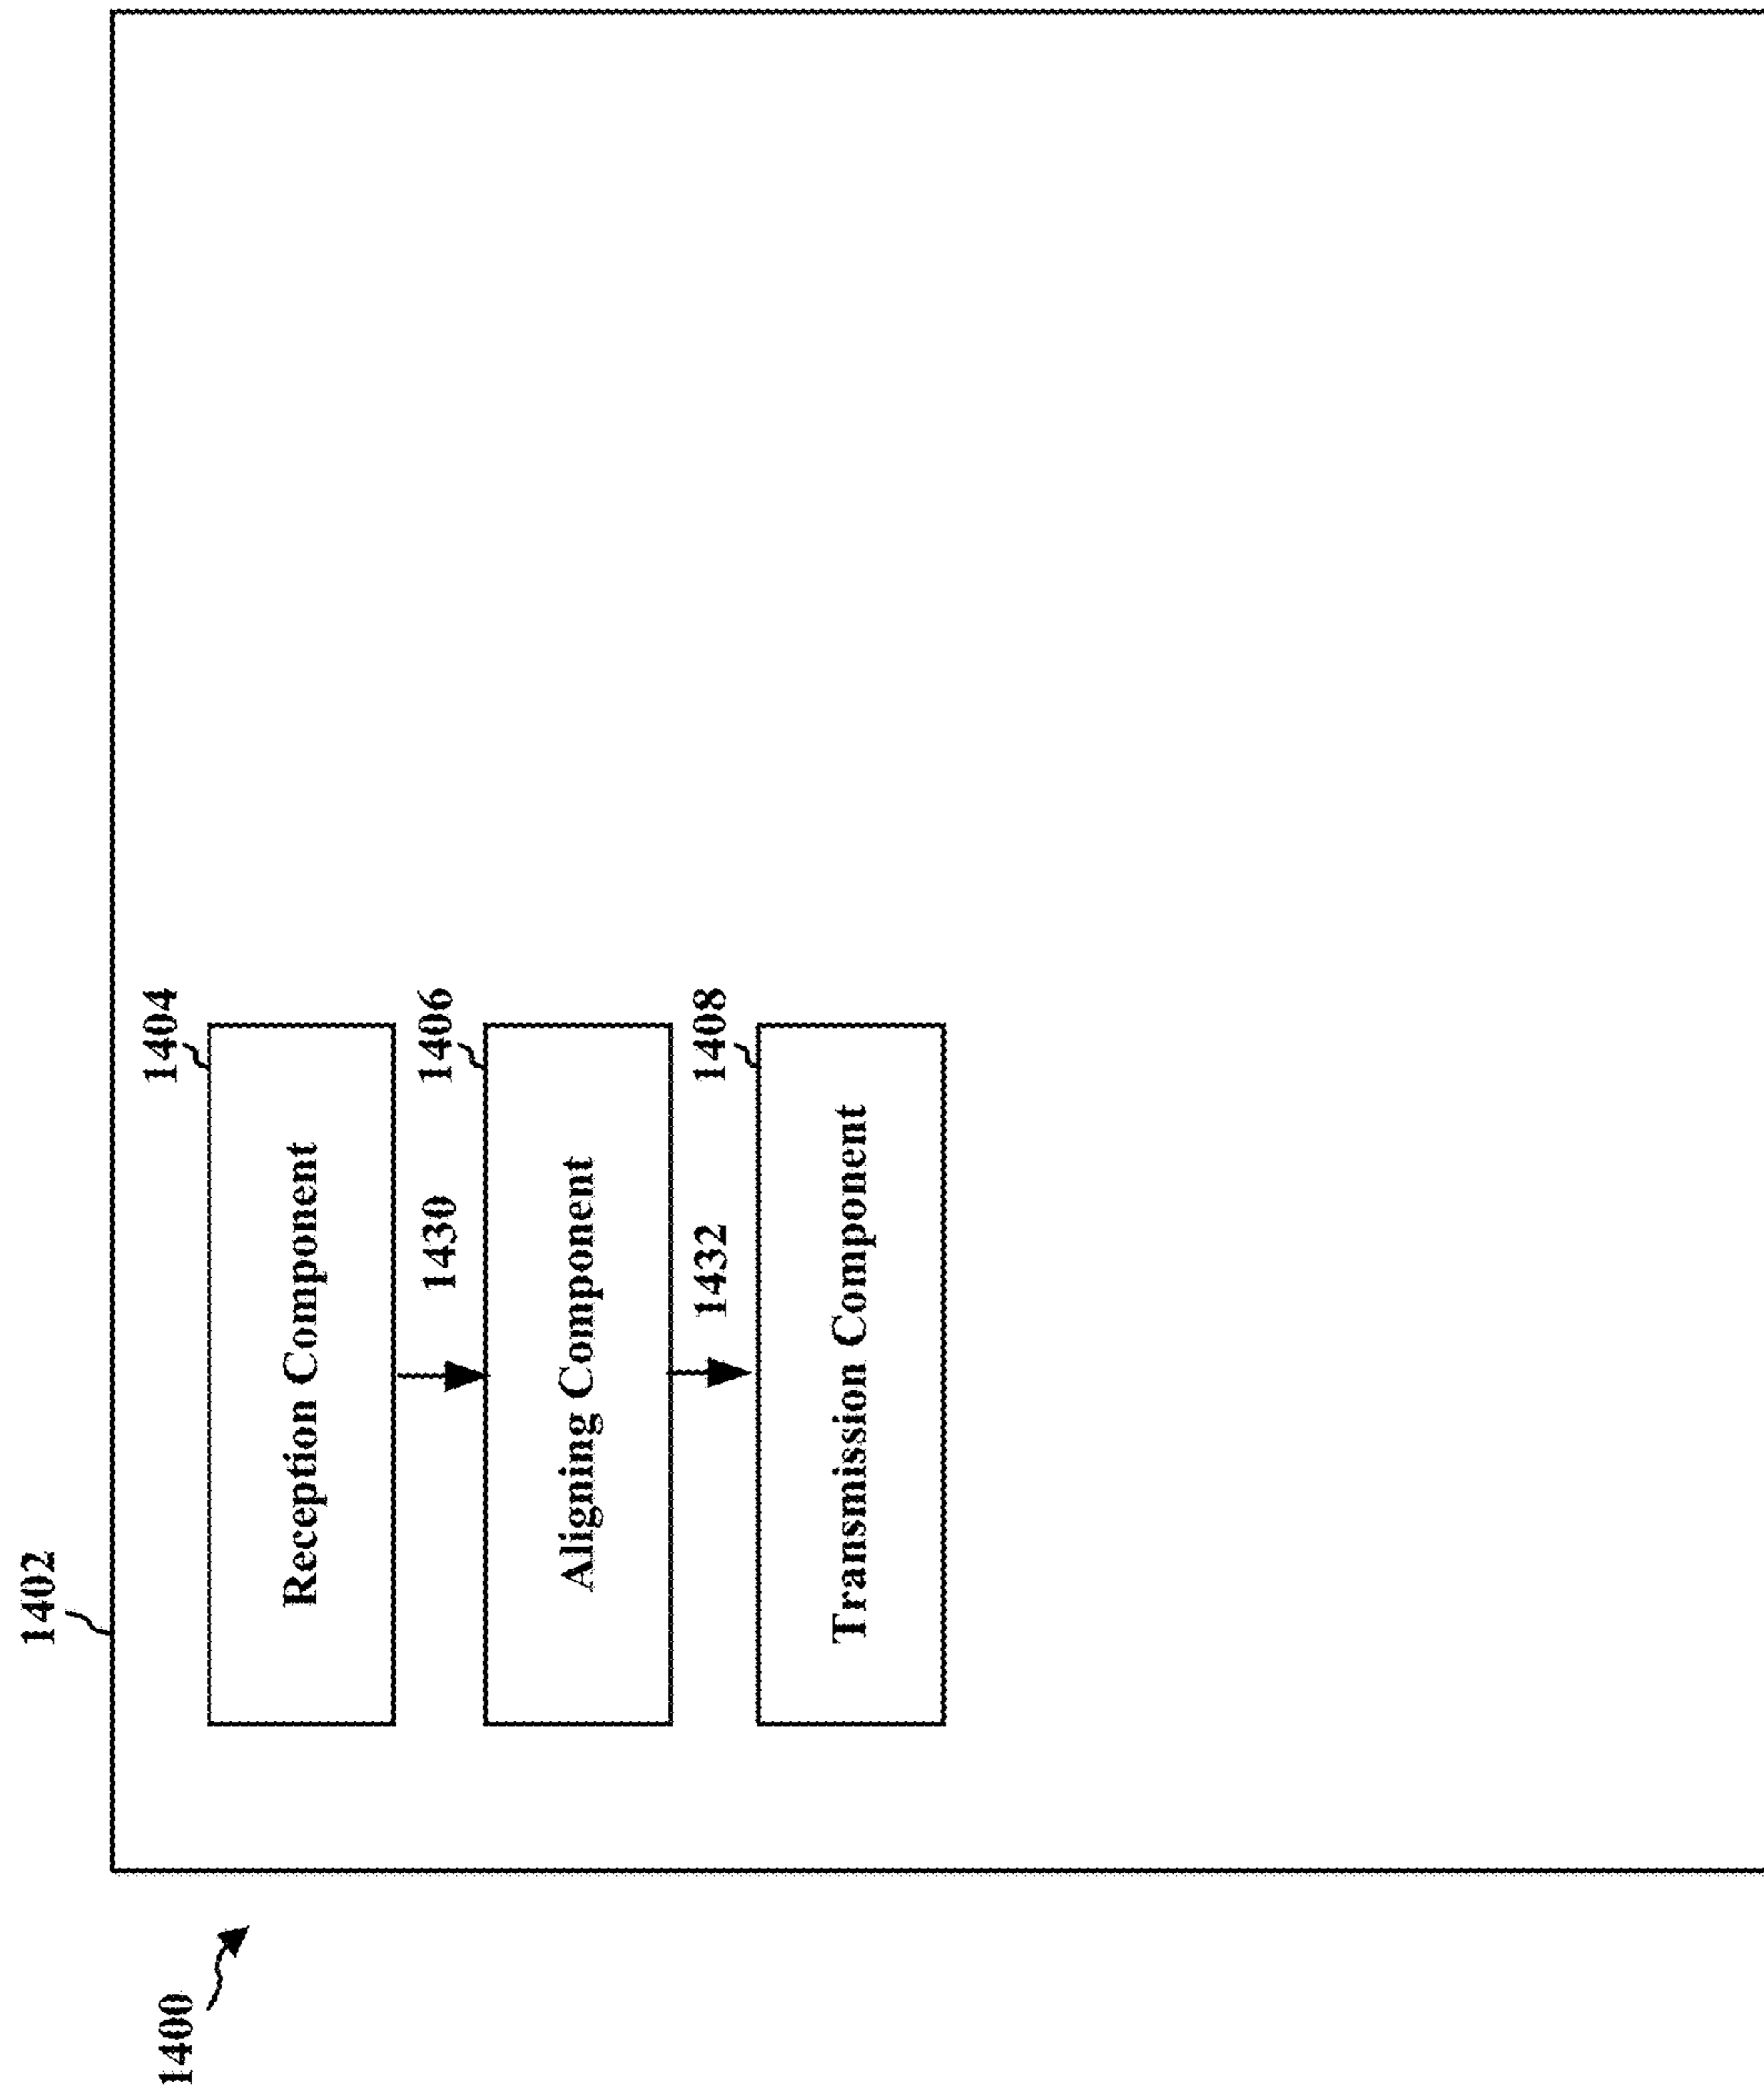 1400
1402
1404
Reception Component
1430
1406
Aligning Component
1432
1408
Transmission Component